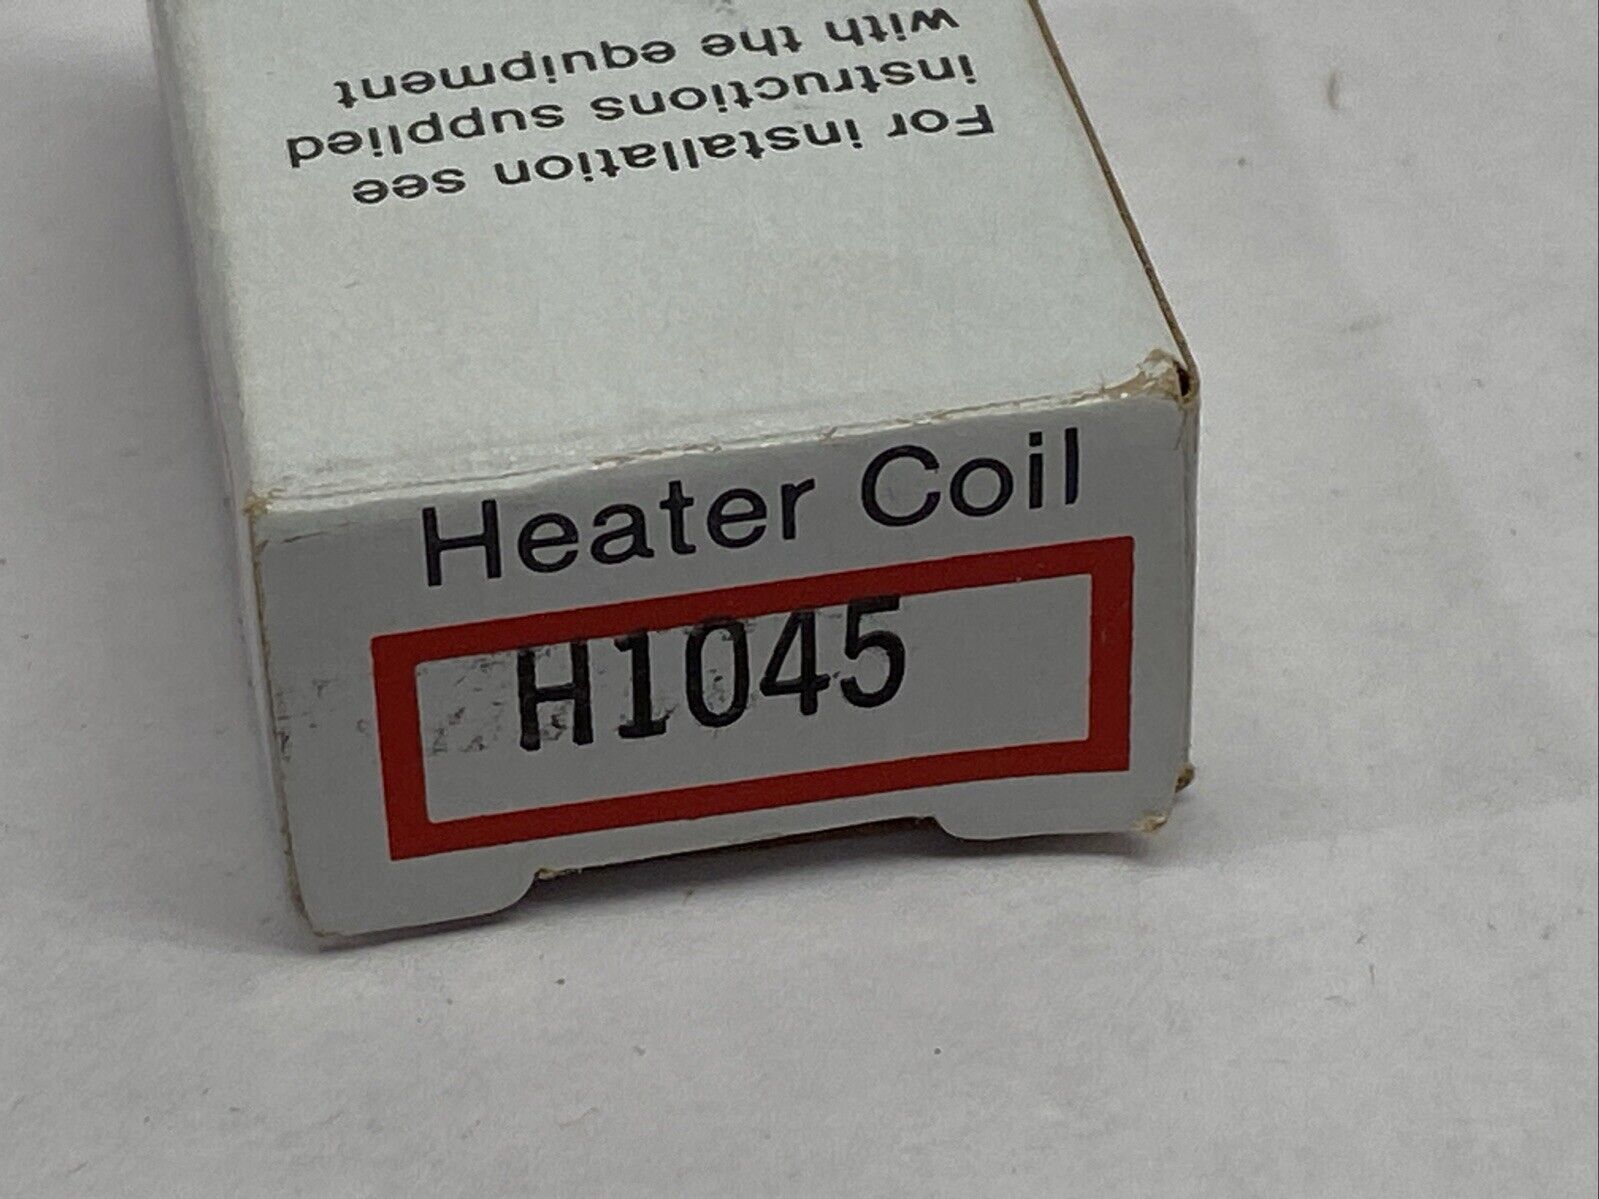 For installation see
instructions supplied
with the equipment
Heater Coil
H1045